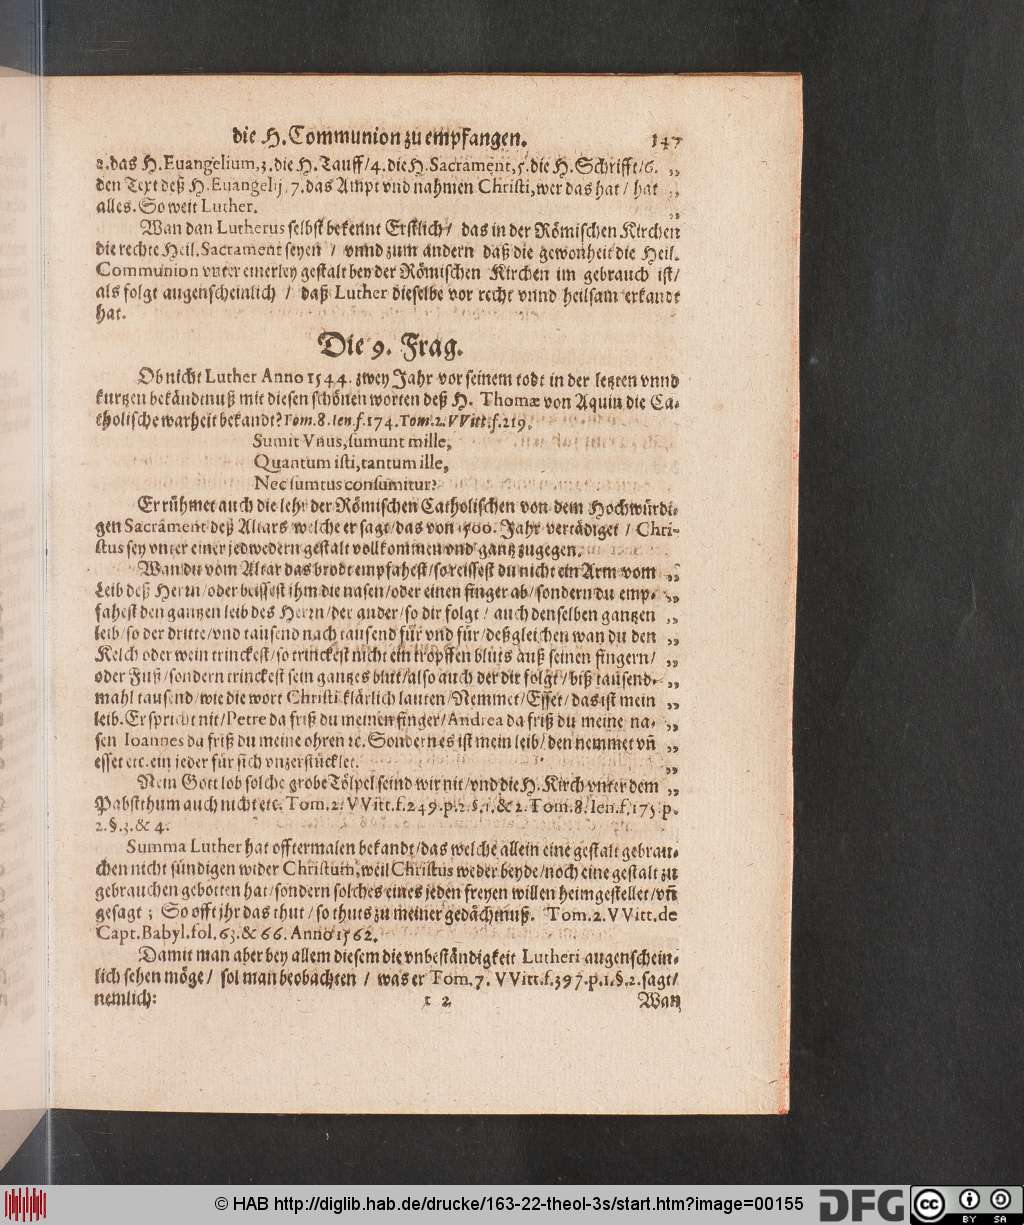 die H. Communion zu empfangen. 147
2. das H. Euangelium, 3. die H. Tauff/ 4. die H. Sacrament, 5. die H. Schrifft/ 6. „
den Text deß H. Euangelij, 7. das Ampt vnd nahmen Christi, wer das hat/ hat „
alles. So weit Luther. „
Wan dan Lutherus selbst bekennt Erstlich/ das in der Römischen Kirchen
die rechte Heil. Sacrament seyen / vnnd zum andern daß die gewonheit die Heil.
Communion vnter einerley gestalt bey der Römischen Kirchen im gebrauch ist/
als folgt augenscheinlich / daß Luther dieselbe vor recht vnnd heilsam erkandt
hat.
Die 9. Frag.
Ob nicht Luther Anno 1544. zwey Jahr vor seinem todt in der letzten vnnd
kurtzen bekändtnuß mit diesen schönen worten deß H. Thomæ von Aquin die Ca-
tholische warheit bekandt? Tom. 8. Ien. f. 174. Tom. 2. VVitt. f. 219.
Sumit Vnus, sumunt mille,
Quantum isti, tantum ille,
Nec sumtus consumitur?
Er rühmet auch die lehr der Römischen Catholischen von dem Hochwürdi-
gen Sacrament deß Altars welche er sagt/ das von 1500. Jahr vertädiget / Chri-
stus sey vnter einer jedwedern gestalt vollkommen vnd gantz zugegen.
Wan du vom Altar das brodt empfahest/ so reissest du nicht ein Arm vom „
Leib deß Herrn/ oder beissest ihm die nasen/ oder einen finger ab/ sondern du emp- „
fahest den gantzen leib des Herrn/ der ander/ so dir folgt / auch denselben gantzen „
leib/ so der dritte/ vnd tausend nach tausend für vnd für/ deßgleichen wan du den „
Kelch oder wein trinckest/ so trinckest nicht ein tropffen bluts auß seinen fingern/ „
oder Fuß/ sondern trinckest sein gantzes blut/ also auch der dir folgt/ biß tausend- „
mahl tausend/ wie die wort Christi klärlich lauten/ Nemmet/ Esset/ das ist mein „
leib. Er spricht nit/ Petre da friß du meinen finger/ Andrea da friß du meine na- „
sen Ioannes da friß du meine ohren ꝛc. Sondern es ist mein leib/ den nemmet vñ „
esset etc. ein jeder für sich vnzerstücklet. „
Nein Gott lob solche grobe Tölpel seind wir nit/ vnd die H. Kirch vnter dem „
Pabstthum auch nicht etc. Tom. 2. VVitt. f. 249. p. 2. §. 1. & 2. Tom. 8. Ien. f. 175. p.
2. §. 3. & 4.
Summa Luther hat offtermalen bekandt/ das welche allein eine gestalt gebrau-
chen nicht sündigen wider Christum, weil Christus weder beyde/ noch eine gestalt zu
gebrauchen gebotten hat/ sondern solches eines jeden freyen willen heimgestellet/ vñ
gesagt ; So offt jhr das thut / so thuts zu meiner gedächtnuß. Tom. 2. VVitt. de
Capt. Babyl. fol. 63. & 66. Anno 1562.
Damit man aber bey allem diesem die vnbeständigkeit Lutheri augenschein-
lich sehen möge/ sol man beobachten / was er Tom. 7. VVitt. f. 397. p. 1. §. 2. sagt/
nemlich:
t 2 Wan
© HAB http://diglib.hab.de/drucke/163-22-theol-3s/start.htm?image=00155
DFG
cc
BY SA